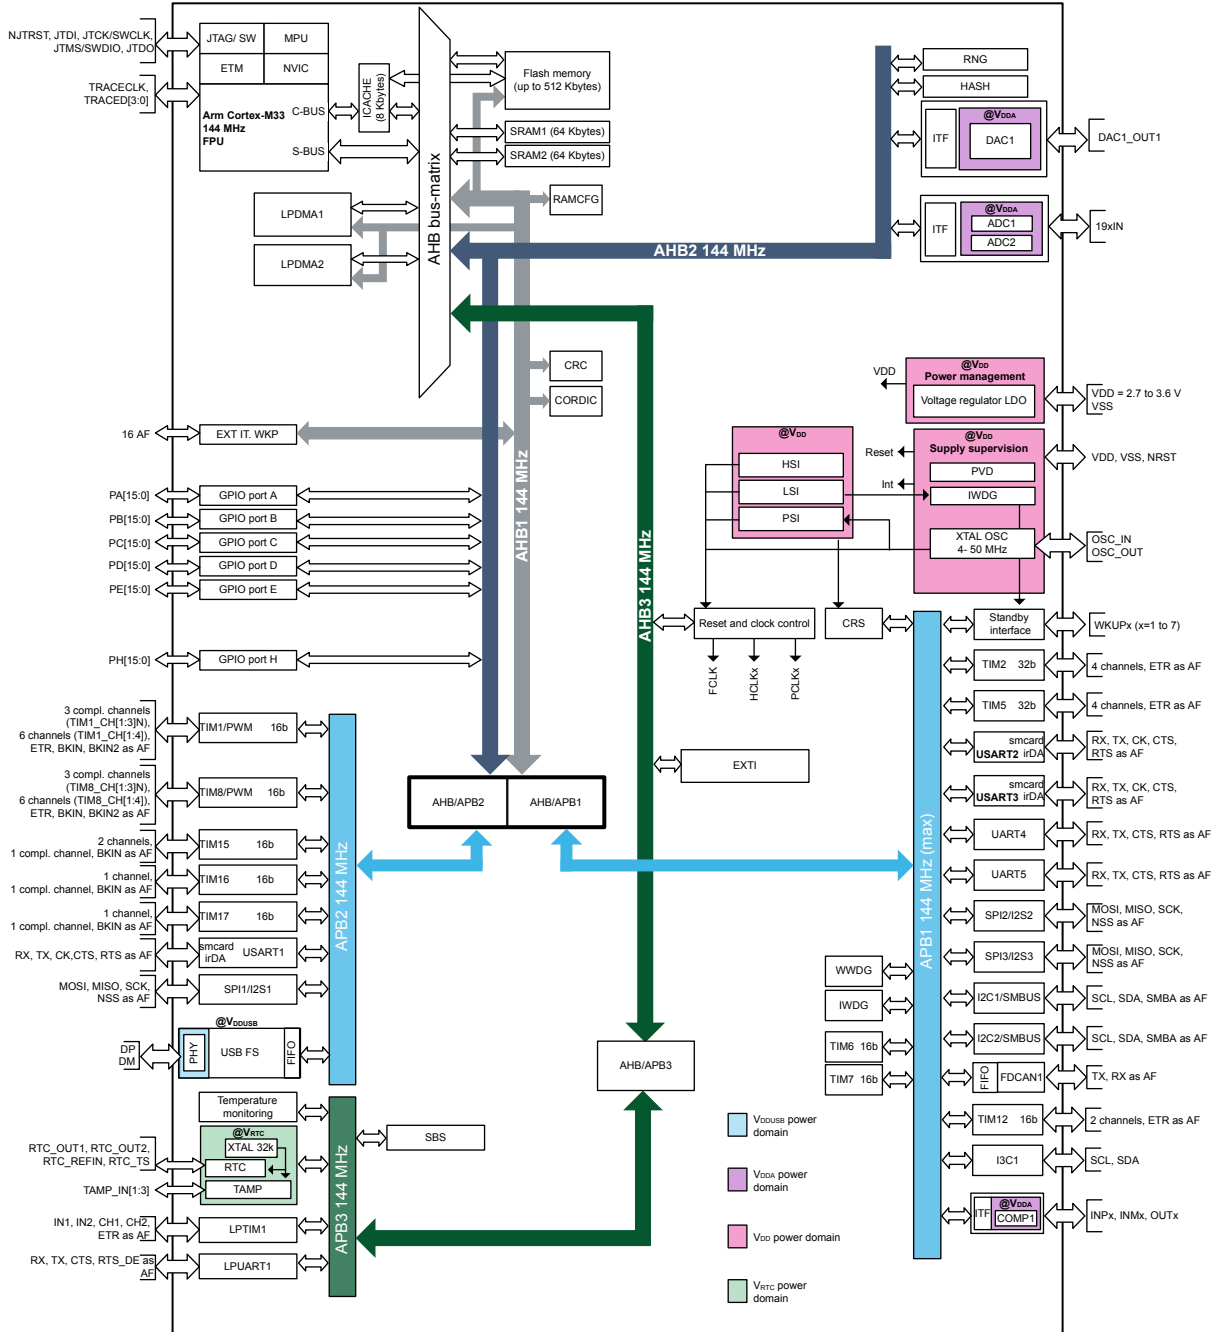 NJTRST, JTDI, JTCK/SWCLK,
JTMS/SWDIO, JTDO
TRACECLK,
TRACED[3:0]
JTAG/ SW
MPU
ETM
NVIC
Arm Cortex-M33
144 MHz
FPU
C-BUS
S-BUS
ICACHE
(8 Kbytes)
AHB bus-matrix
Flash memory
(up to 512 Kbytes)
SRAM1 (64 Kbytes)
SRAM2 (64 Kbytes)
RAMCFG
LPDMA1
LPDMA2
AHB2 144 MHz
RNG
HASH
@VDDA
ITF
DAC1
DAC1_OUT1
@VDDA
ITF
ADC1
ADC2
19xIN
CRC
CORDIC
AHB1 144 MHz
AHB3 144 MHz
16 AF
EXT IT. WKP
PA[15:0]
GPIO port A
PB[15:0]
GPIO port B
PC[15:0]
GPIO port C
PD[15:0]
GPIO port D
PE[15:0]
GPIO port E
PH[15:0]
GPIO port H
@VDD
Power management
VDD
Voltage regulator LDO
VDD = 2.7 to 3.6 V
VSS
@VDD
HSI
LSI
PSI
@VDD
Supply supervision
Reset
Int
PVD
IWDG
XTAL OSC
4- 50 MHz
VDD, VSS, NRST
OSC_IN
OSC_OUT
Reset and clock control
FCLK
HCLKx
PCLKx
CRS
Standby
interface
WKUPx (x=1 to 7)
TIM2 32b
4 channels, ETR as AF
TIM5 32b
4 channels, ETR as AF
smcard
USART2 irDA
RX, TX, CK, CTS,
RTS as AF
smcard
USART3 irDA
RX, TX, CK, CTS,
RTS as AF
UART4
RX, TX, CTS, RTS as AF
UART5
RX, TX, CTS, RTS as AF
SPI2/I2S2
MOSI, MISO, SCK,
NSS as AF
SPI3/I2S3
MOSI, MISO, SCK,
NSS as AF
I2C1/SMBUS
SCL, SDA, SMBA as AF
I2C2/SMBUS
SCL, SDA, SMBA as AF
FIFO
FDCAN1
TX, RX as AF
TIM12 16b
2 channels, ETR as AF
I3C1
SCL, SDA
@VDDA
ITF
COMP1
INPx, INMx, OUTx
APB1 144 MHz (max)
WWDG
IWDG
TIM6 16b
TIM7 16b
EXTI
AHB/APB2
AHB/APB1
AHB/APB3
3 compl. channels
(TIM1_CH[1:3]N),
6 channels (TIM1_CH[1:4]),
ETR, BKIN, BKIN2 as AF
TIM1/PWM 16b
3 compl. channels
(TIM8_CH[1:3]N),
6 channels (TIM8_CH[1:4]),
ETR, BKIN, BKIN2 as AF
TIM8/PWM 16b
2 channels,
1 compl. channel, BKIN as AF
TIM15 16b
1 channel,
1 compl. channel, BKIN as AF
TIM16 16b
1 channel,
1 compl. channel, BKIN as AF
TIM17 16b
RX, TX, CK,CTS, RTS as AF
smcard
irDA
USART1
MOSI, MISO, SCK,
NSS as AF
SPI1/I2S1
@VDDUSB
DP
DM
PHY
USB FS
FIFO
APB2 144 MHz
Temperature
monitoring
@VRTC
XTAL 32k
RTC
TAMP
RTC_OUT1, RTC_OUT2,
RTC_REFIN, RTC_TS
TAMP_IN[1:3]
IN1, IN2, CH1, CH2,
ETR as AF
LPTIM1
RX, TX, CTS, RTS_DE as
AF
LPUART1
APB3 144 MHz
SBS
VDDUSB power
domain
VDDA power
domain
VDD power domain
VRTC power
domain